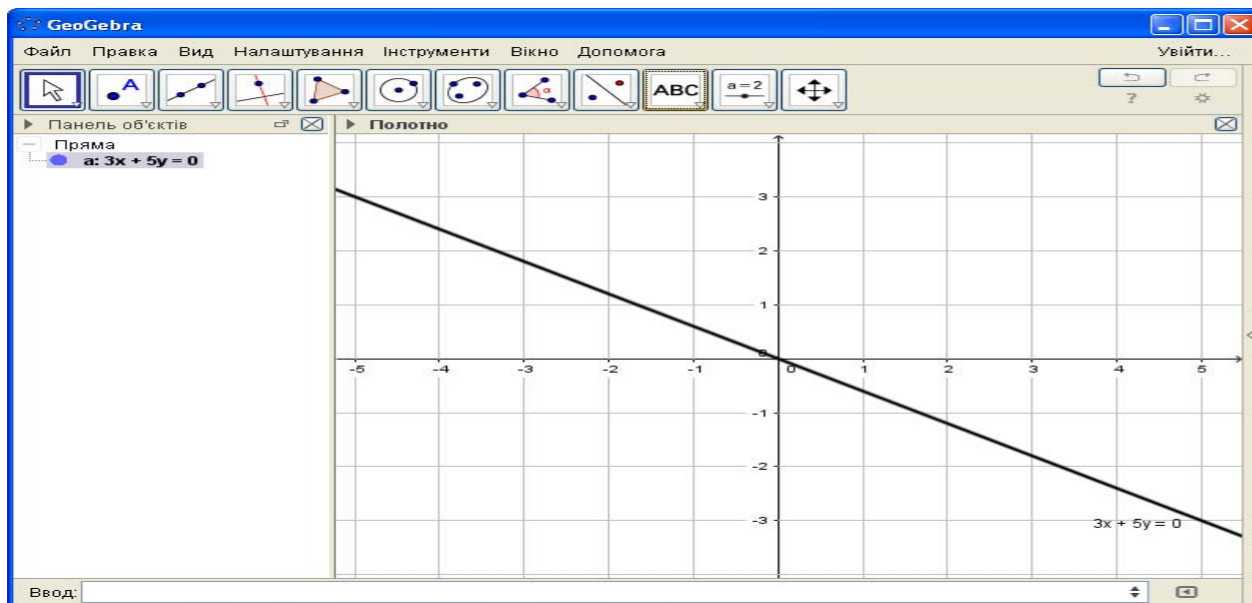 GeoGebra
Файл Правка Вид Налаштування Інструменти Вікно Допомога Увійти...
A α ABC a = 2 ?
Панель об'єктів
Полотно
Пряма
a: 3x + 5y = 0
3
2
1
0
-5 -4 -3 -2 -1 0 1 2 3 4 5
-1
-2
-3
3x + 5y = 0
Ввод: